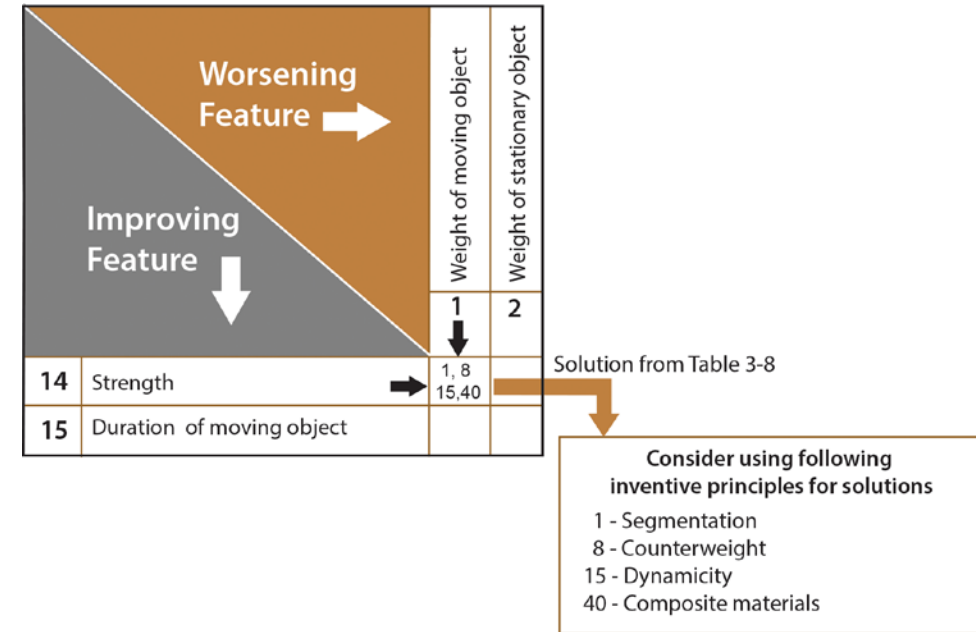 Worsening
Feature
Improving
Feature
Weight of moving object
Weight of stationary object
1
2
14 Strength
1, 8
15,40
15 Duration of moving object
Solution from Table 3-8
Consider using following
inventive principles for solutions
1 - Segmentation
8 - Counterweight
15 - Dynamicity
40 - Composite materials